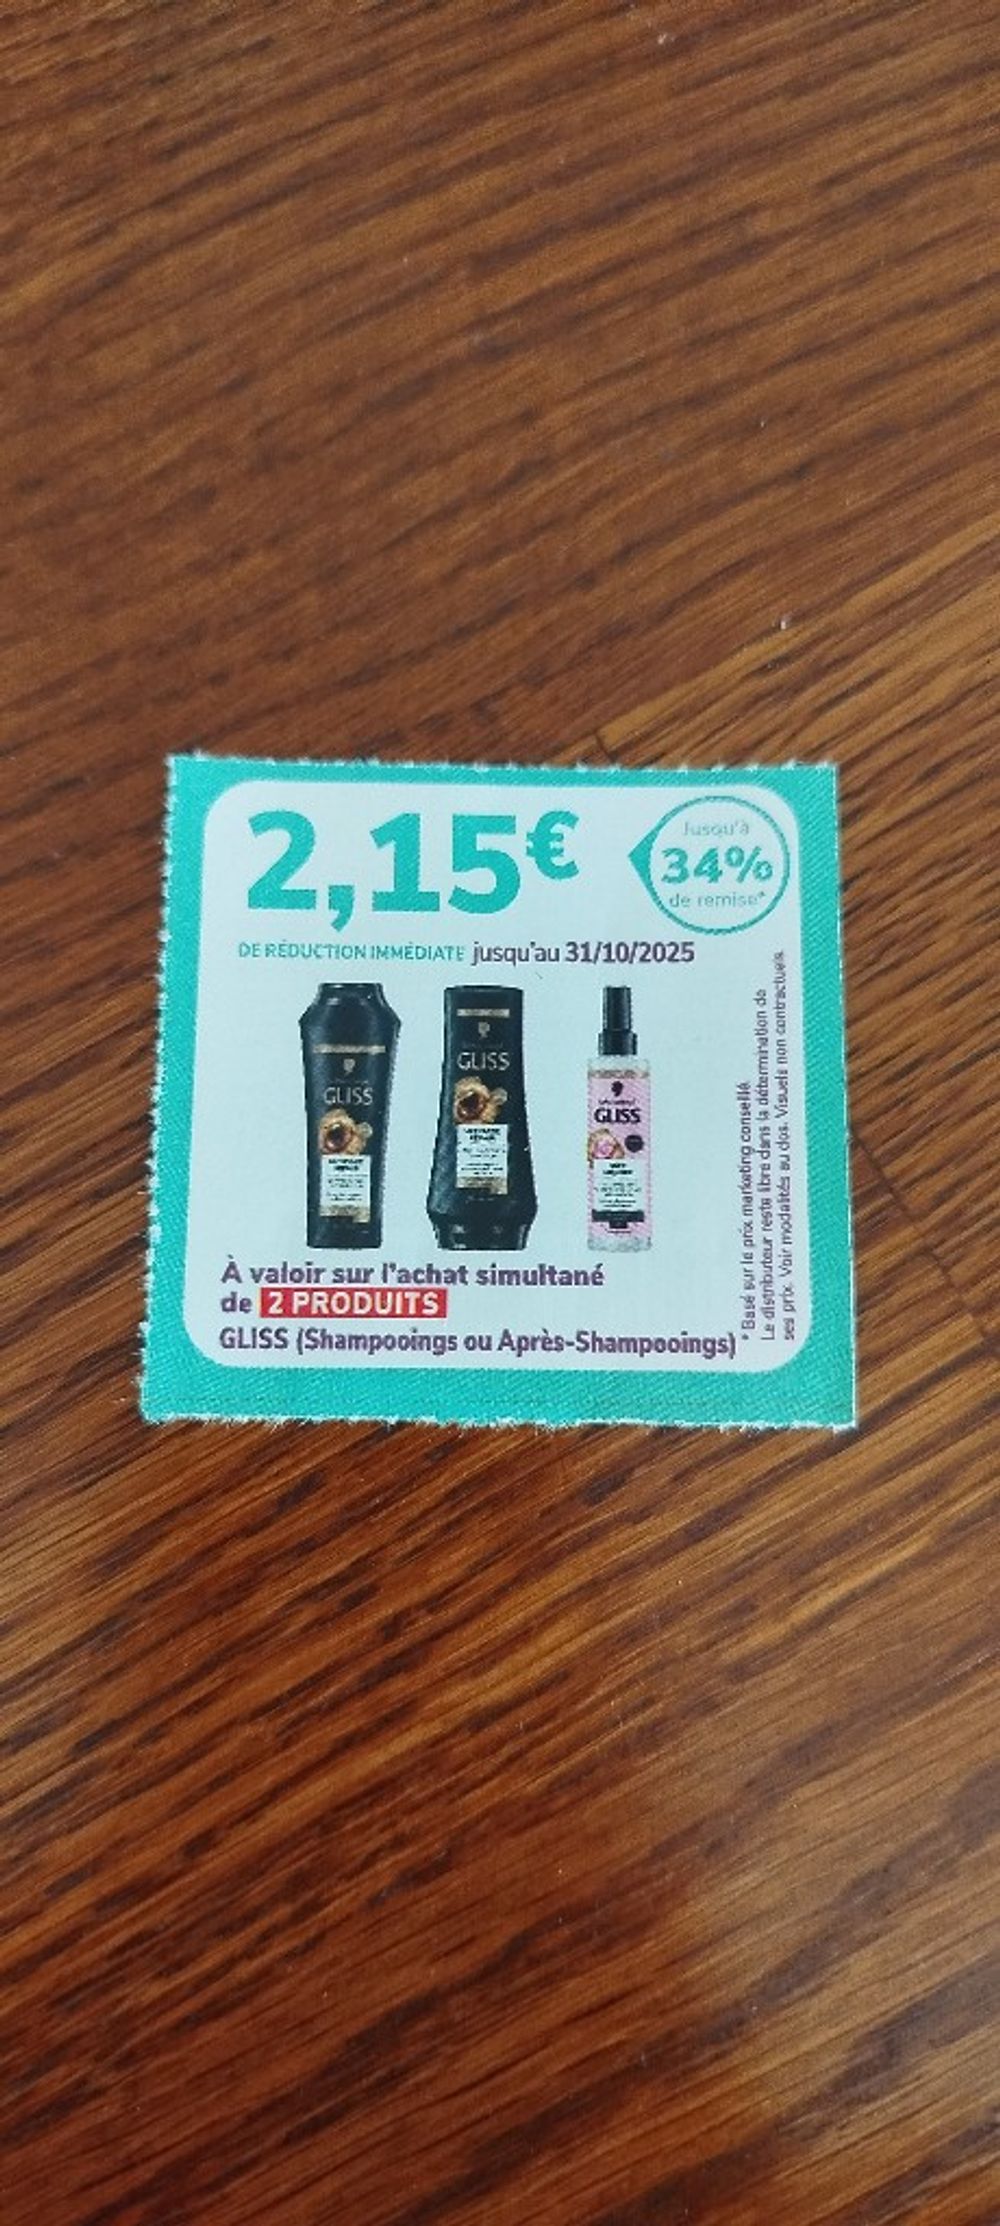 2,15€
Jusqu'à
34%
de remise*
DE RÉDUCTION IMMÉDIATE jusqu'au 31/10/2025
GLISS
GLISS
GLISS
À valoir sur l'achat simultané
de 2 PRODUITS
GLISS (Shampooings ou Après-Shampooings)
* Basé sur le prix marketing conseillé.
Le distributeur reste libre dans la détermination de
ses prix. Voir modalités au dos. Visuels non contractuels.